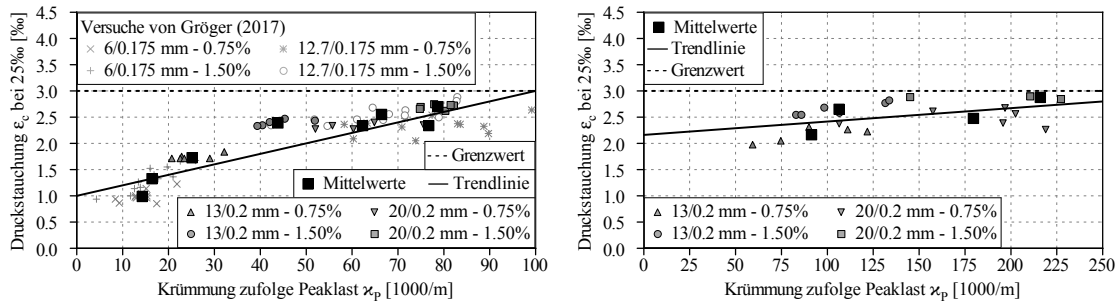 Druckstauchung ε_c bei 25‰ [‰]
4.5
4.0
3.5
3.0
2.5
2.0
1.5
1.0
0.5
0.0
Versuche von Gröger (2017)
6/0.175 mm - 0.75%
12.7/0.175 mm - 0.75%
6/0.175 mm - 1.50%
12.7/0.175 mm - 1.50%
Grenzwert
Mittelwerte
Trendlinie
13/0.2 mm - 0.75%
20/0.2 mm - 0.75%
13/0.2 mm - 1.50%
20/0.2 mm - 1.50%
0 10 20 30 40 50 60 70 80 90 100
Krümmung zufolge Peaklast ϰ_P [1000/m]
Druckstauchung ε_c bei 25‰ [‰]
4.5
4.0
3.5
3.0
2.5
2.0
1.5
1.0
0.5
0.0
Mittelwerte
Trendlinie
Grenzwert
13/0.2 mm - 0.75%
20/0.2 mm - 0.75%
13/0.2 mm - 1.50%
20/0.2 mm - 1.50%
0 25 50 75 100 125 150 175 200 225 250
Krümmung zufolge Peaklast ϰ_P [1000/m]